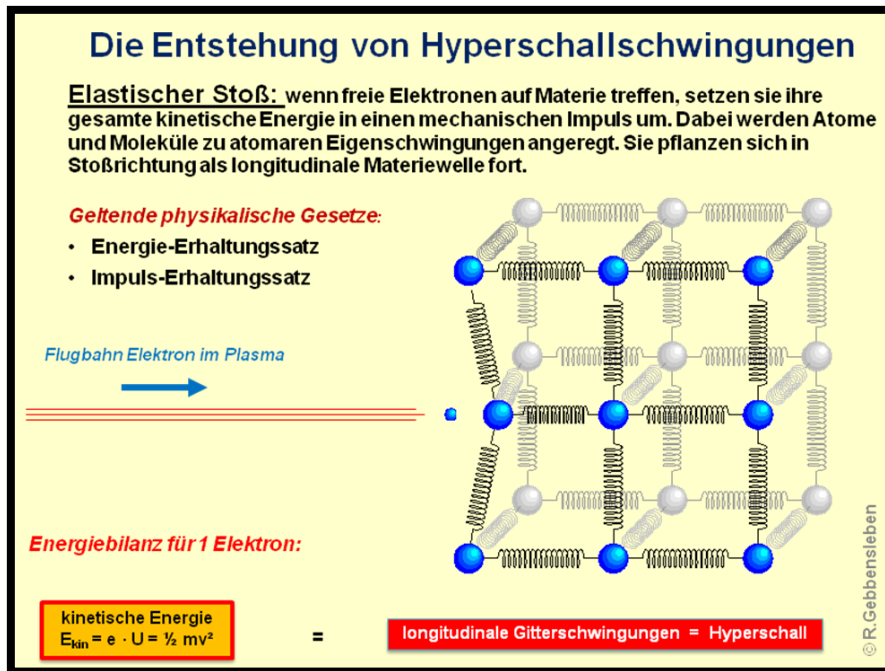 Die Entstehung von Hyperschallschwingungen
Elastischer Stoß: wenn freie Elektronen auf Materie treffen, setzen sie ihre
gesamte kinetische Energie in einen mechanischen Impuls um. Dabei werden Atome
und Moleküle zu atomaren Eigenschwingungen angeregt. Sie pflanzen sich in
Stoßrichtung als longitudinale Materiewelle fort.
Geltende physikalische Gesetze:
• Energie-Erhaltungssatz
• Impuls-Erhaltungssatz
Flugbahn Elektron im Plasma
Energiebilanz für 1 Elektron:
kinetische Energie
Eₖᵢₙ = e · U = ½ mv²
=
longitudinale Gitterschwingungen = Hyperschall
© R.Gebbensleben